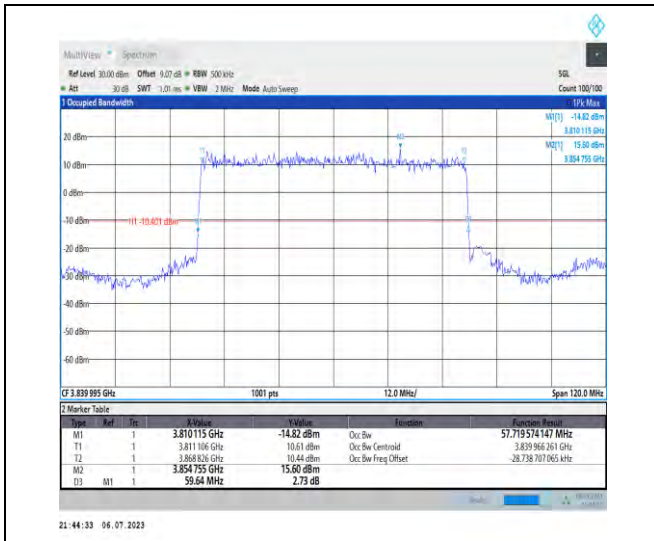 MultiView Spectrum
Ref Level 30.00 dBm Offset 9.07 dB RBW 500 kHz SGL
Att 30 dB SWT 1.01 ms VBW 2 MHz Mode Auto Sweep Count 100/100
1 Occupied Bandwidth 1Pk Max
M1[1] -14.82 dBm
3.810 115 GHz
M2[1] 15.60 dBm
3.854 755 GHz
20 dBm
M2
T1
T2
10 dBm
0 dBm
-10 dBm
H1 -10.401 dBm
-20 dBm
-30 dBm
-40 dBm
-50 dBm
-60 dBm
CF 3.839 995 GHz 1001 pts 12.0 MHz/ Span 120.0 MHz
2 Marker Table
Type Ref Trc X-Value Y-Value Function Function Result
M1 1 3.810 115 GHz -14.82 dBm Occ Bw 57.719 574 147 MHz
T1 1 3.811 106 GHz 10.61 dBm Occ Bw Centroid 3.839 966 261 GHz
T2 1 3.868 826 GHz 10.44 dBm Occ Bw Freq Offset -28.738 707 065 kHz
M2 1 3.854 755 GHz 15.60 dBm
D3 M1 1 59.64 MHz 2.73 dB
21:44:33 06.07.2023